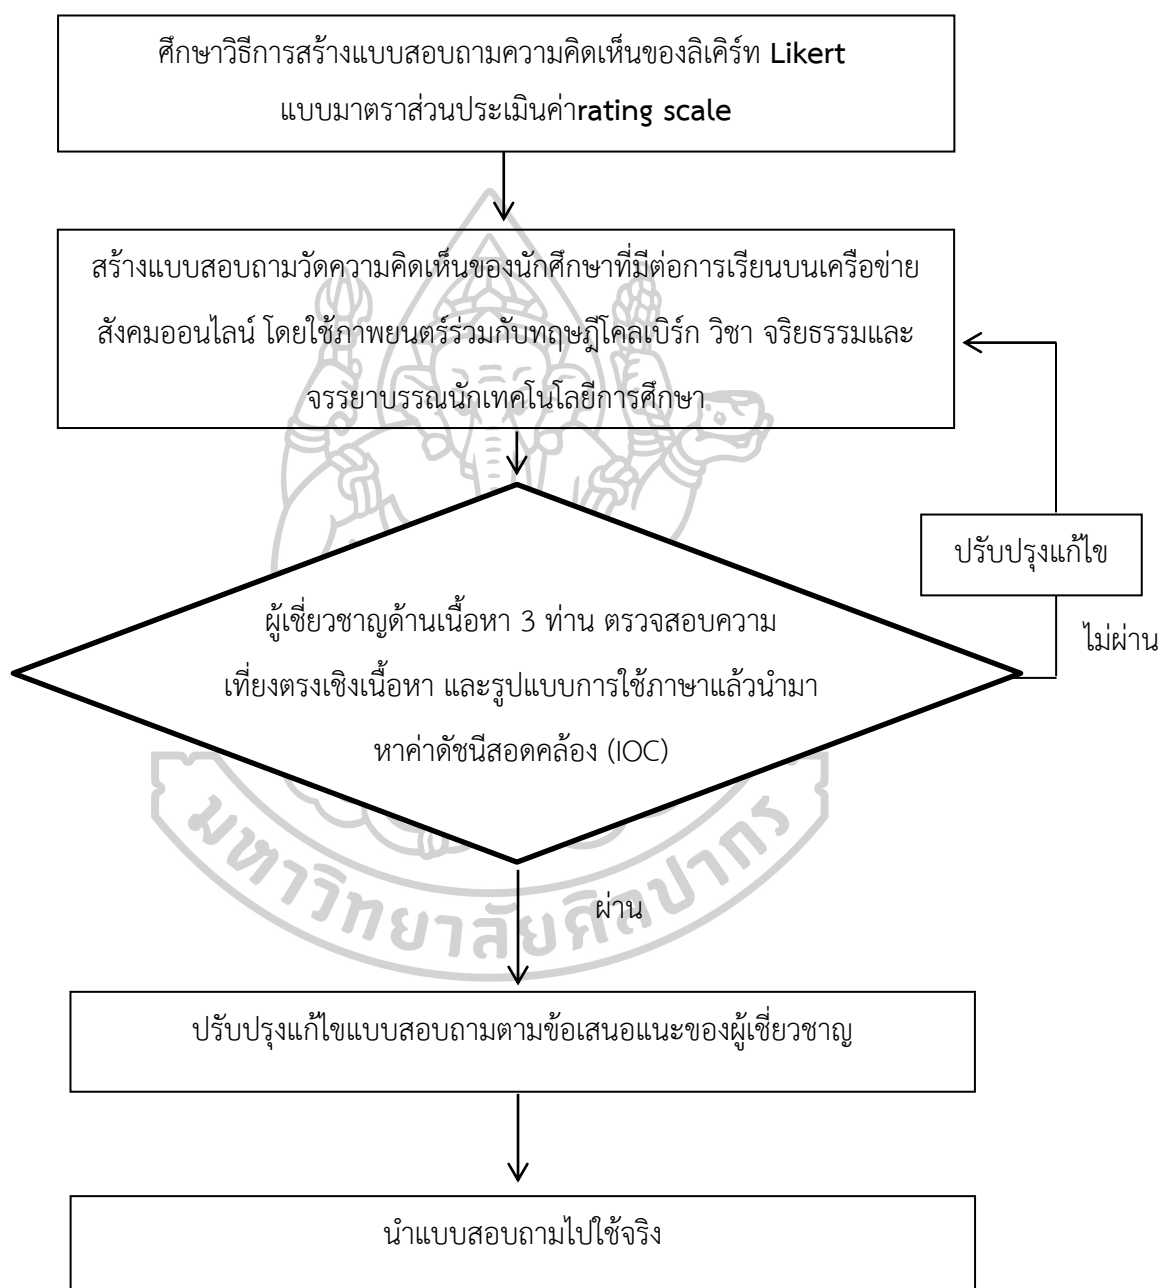 ศึกษาวิธีการสร้างแบบสอบถามความคิดเห็นของลิเคิร์ท Likert
แบบมาตราส่วนประเมินค่าrating scale
สร้างแบบสอบถามวัดความคิดเห็นของนักศึกษาที่มีต่อการเรียนบนเครือข่าย
สังคมออนไลน์ โดยใช้ภาพยนตร์ร่วมกับทฤษฎีโคลเบิร์ก วิชา จริยธรรมและ
จรรยาบรรณนักเทคโนโลยีการศึกษา
ปรับปรุงแก้ไข
ไม่ผ่าน
ผู้เชี่ยวชาญด้านเนื้อหา 3 ท่าน ตรวจสอบความ
เที่ยงตรงเชิงเนื้อหา และรูปแบบการใช้ภาษาแล้วนำมา
หาค่าดัชนีสอดคล้อง (IOC)
มหาวิทยาลัยศิลปากร
ผ่าน
ปรับปรุงแก้ไขแบบสอบถามตามข้อเสนอแนะของผู้เชี่ยวชาญ
นำแบบสอบถามไปใช้จริง